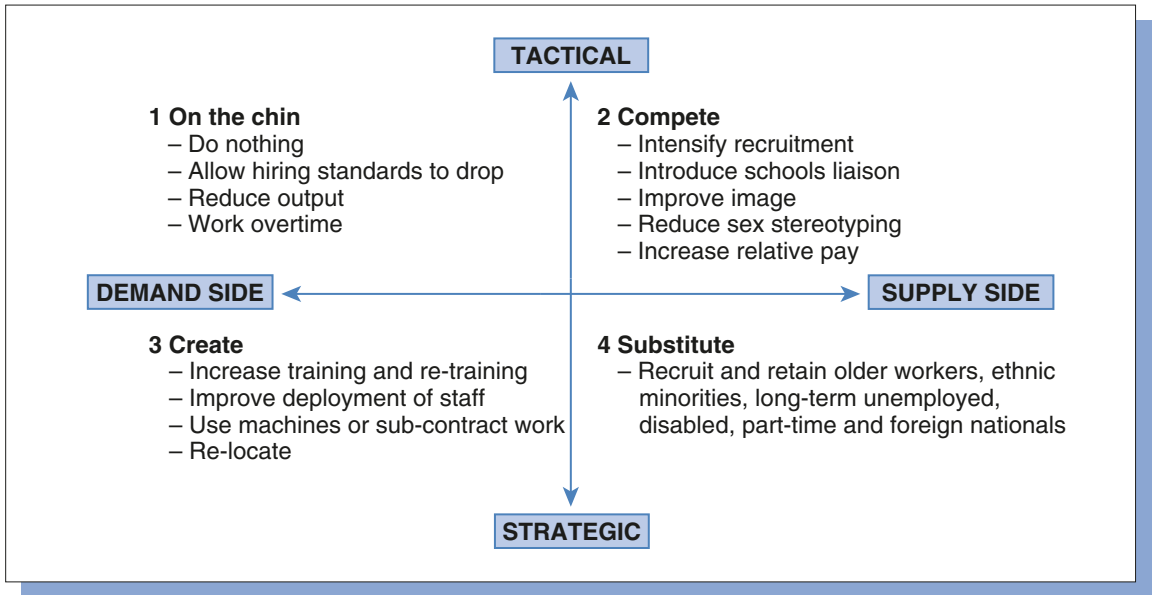 TACTICAL
1 On the chin
– Do nothing
– Allow hiring standards to drop
– Reduce output
– Work overtime
2 Compete
– Intensify recruitment
– Introduce schools liaison
– Improve image
– Reduce sex stereotyping
– Increase relative pay
DEMAND SIDE
SUPPLY SIDE
3 Create
– Increase training and re-training
– Improve deployment of staff
– Use machines or sub-contract work
– Re-locate
4 Substitute
– Recruit and retain older workers, ethnic
minorities, long-term unemployed,
disabled, part-time and foreign nationals
STRATEGIC